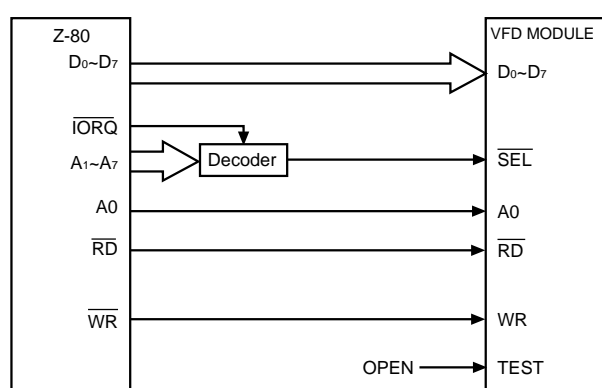 Z-80
VFD MODULE
D0~D7
D0~D7
IORQ
A1~A7
Decoder
SEL
A0
A0
RD
RD
WR
WR
OPEN
TEST